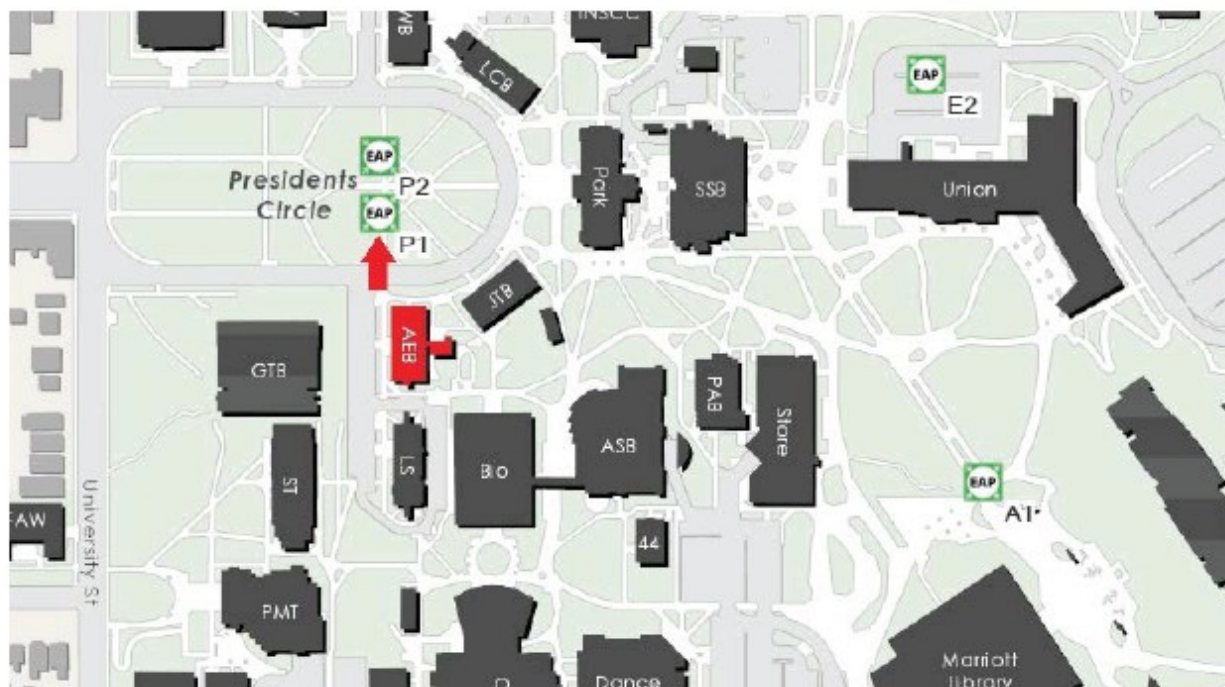 WB
INSCC
LCB
EAP
E2
EAP
P2
Presidents
Circle
EAP
P1
Park
SSB
Union
JTB
AEB
GTB
PAB
Store
ASB
LS
Bio
ST
EAP
A1
University St
FAW
44
PMT
Dance
Marriott
Library